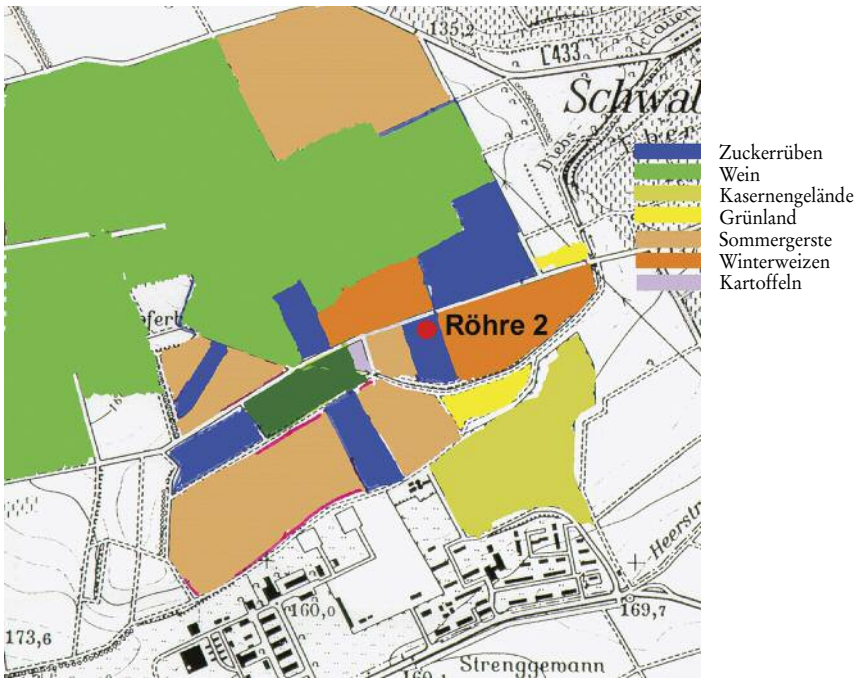 135,2
L433
Schwal
Zuckerrüben
Wein
Kasernengelände
Grünland
Sommergerste
Winterweizen
Kartoffeln
Röhre 2
Heerstr
160,0
169,7
173,6
Strenggemann